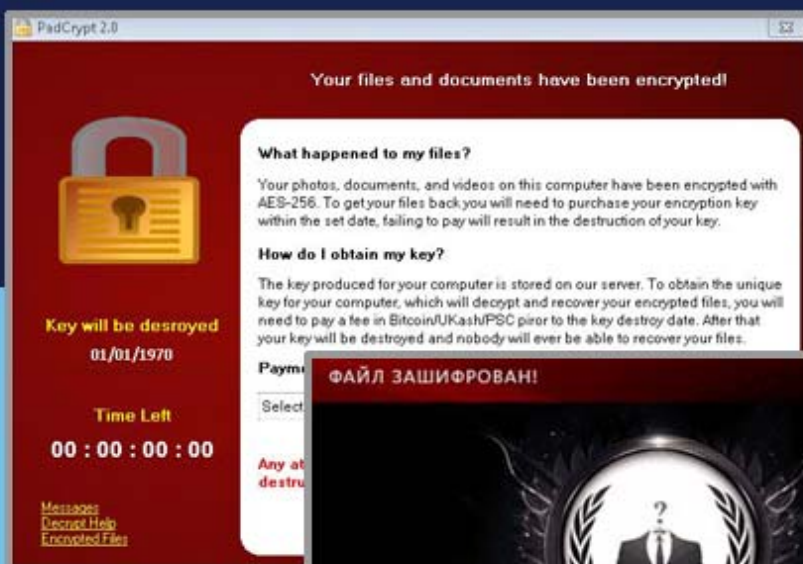 PadCrypt 2.0
Your files and documents have been encrypted!
What happened to my files?
Your photos, documents, and videos on this computer have been encrypted with
AES-256. To get your files back you will need to purchase your encryption key
within the set date, failing to pay will result in the destruction of your key.
How do I obtain my key?
The key produced for your computer is stored on our server. To obtain the unique
key for your computer, which will decrypt and recover your encrypted files, you will
need to pay a fee in Bitcoin/UKash/PSC piror to the key destroy date. After that
your key will be destroyed and nobody will ever be able to recover your files.
Key will be desroyed
01/01/1970
Time Left
00 : 00 : 00 : 00
Messages
Decrypt Help
Encrypted Files
Select
Any
ФАЙЛ ЗАШИФРОВАН!
?